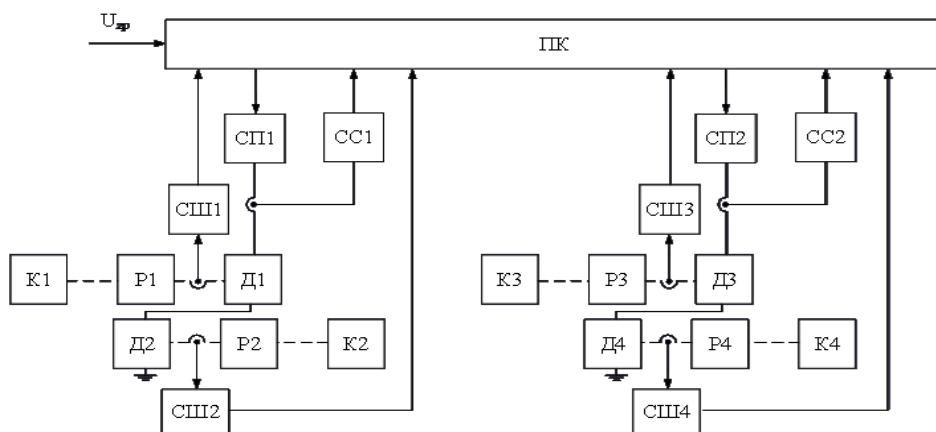 Uпр
ПК
СП1 СС1 СП2 СС2
СШ1 СШ3
К1 Р1 Д1 К3 Р3 Д3
Д2 Р2 К2 Д4 Р4 К4
СШ2 СШ4